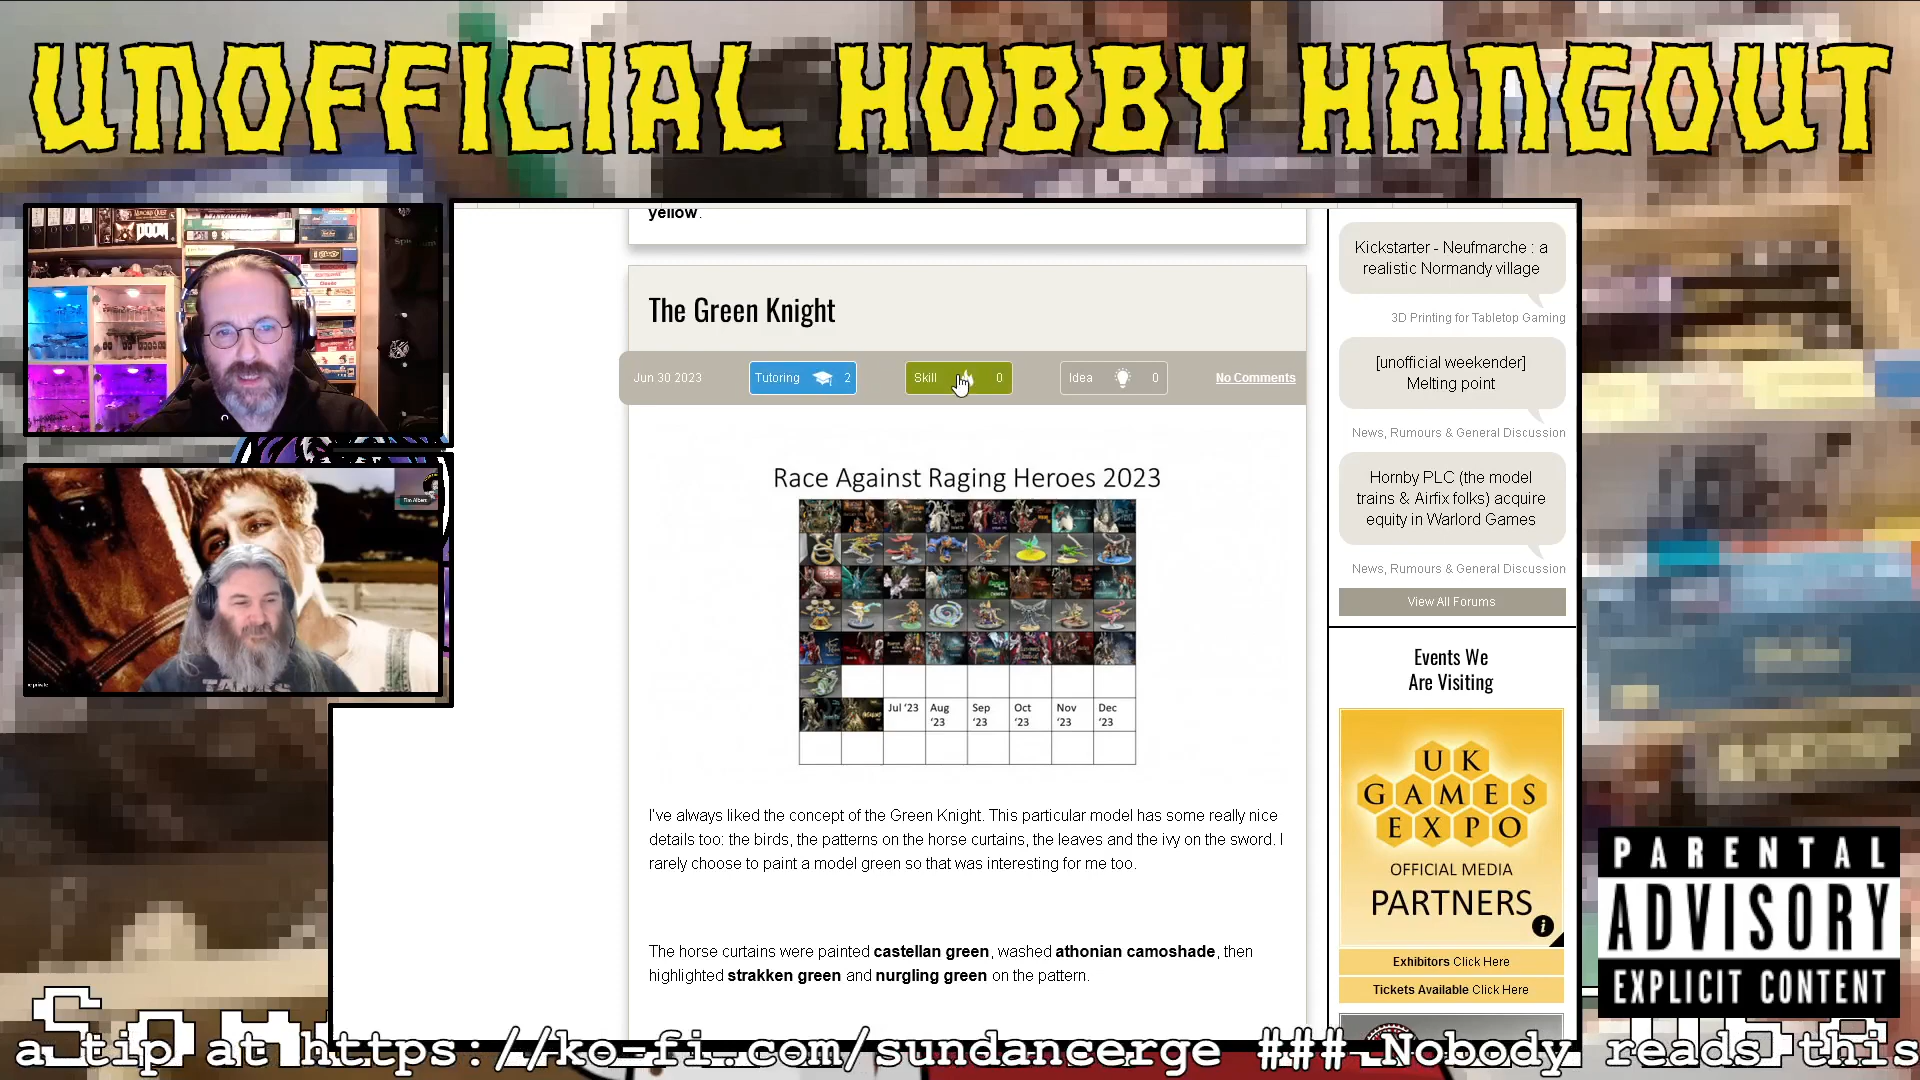 UNOFFICIAL HOBBY HANGOUT
yellow.
The Green Knight
Jun 30 2023
Tutoring 2
Skill 0
Idea 0
No Comments
Race Against Raging Heroes 2023
Jul ‘23
Aug ‘23
Sep ‘23
Oct ‘23
Nov ‘23
Dec ‘23
I've always liked the concept of the Green Knight. This particular model has some really nice
details too: the birds, the patterns on the horse curtains, the leaves and the ivy on the sword. I
rarely choose to paint a model green so that was interesting for me too.
The horse curtains were painted castellan green, washed athonian camoshade, then
highlighted strakken green and nurgling green on the pattern.
Kickstarter - Neufmarche : a
realistic Normandy village
3D Printing for Tabletop Gaming
[unofficial weekender]
Melting point
News, Rumours & General Discussion
Hornby PLC (the model
trains & Airfix folks) acquire
equity in Warlord Games
News, Rumours & General Discussion
View All Forums
Events We
Are Visiting
UK
GAMES
EXPO
OFFICIAL MEDIA
PARTNERS
Exhibitors Click Here
Tickets Available Click Here
PARENTAL
ADVISORY
EXPLICIT CONTENT
DOOM
Tim Albers
a tip at https://ko-fi.com/sundancerge ### Nobody reads this